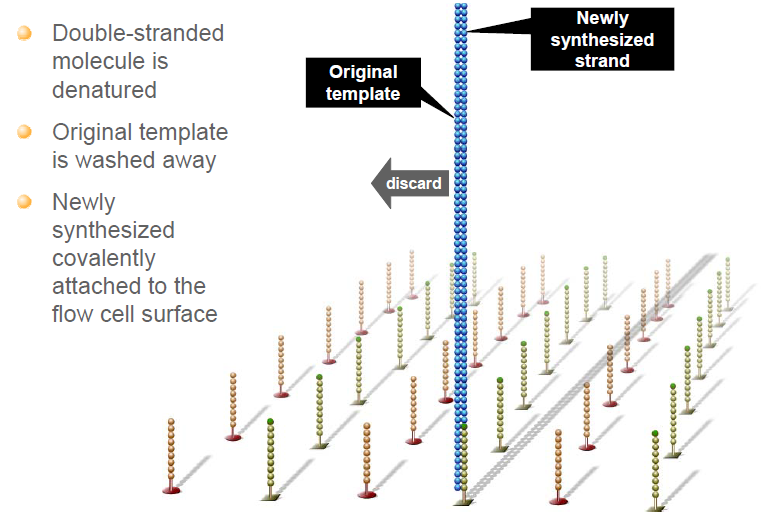 Double-stranded
molecule is
denatured
Original template
is washed away
Newly
synthesized
covalently
attached to the
flow cell surface
Original
template
Newly
synthesized
strand
discard